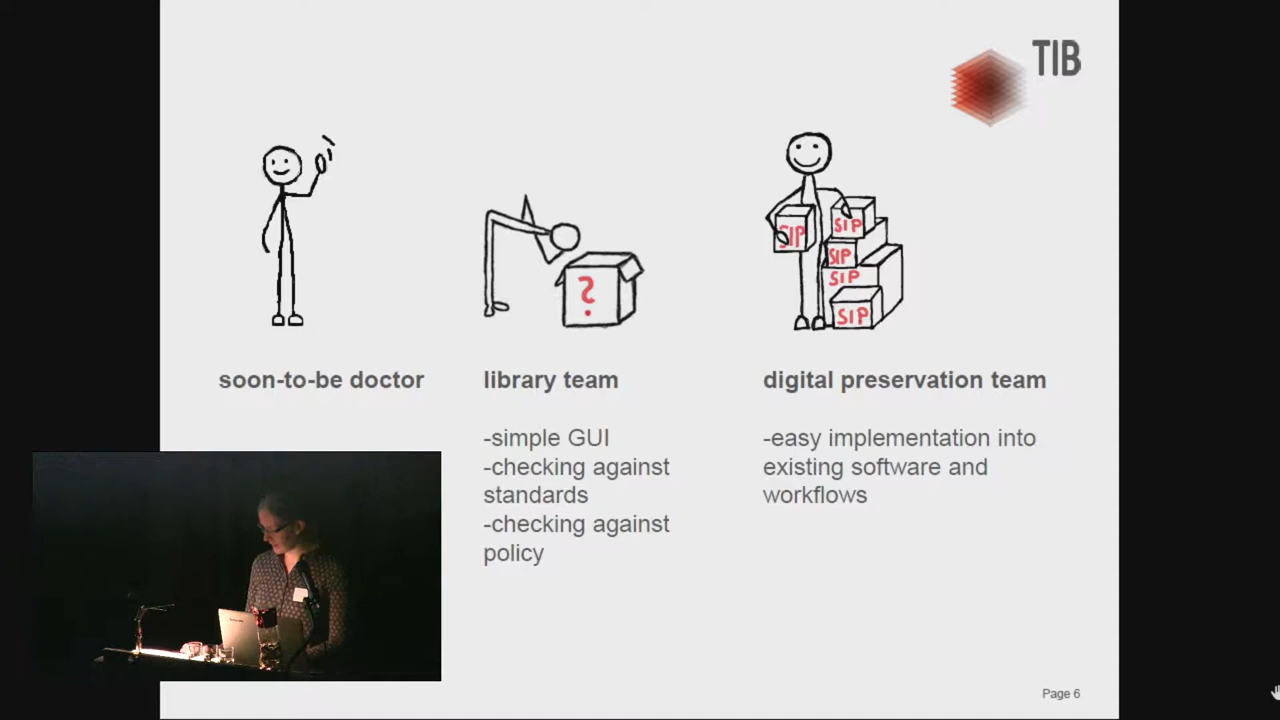 TIB
?
SIP
SIP
SIP
SIP
SIP
soon-to-be doctor
library team
digital preservation team
-simple GUI
-checking against
standards
-checking against
policy
-easy implementation into
existing software and
workflows
Page 6